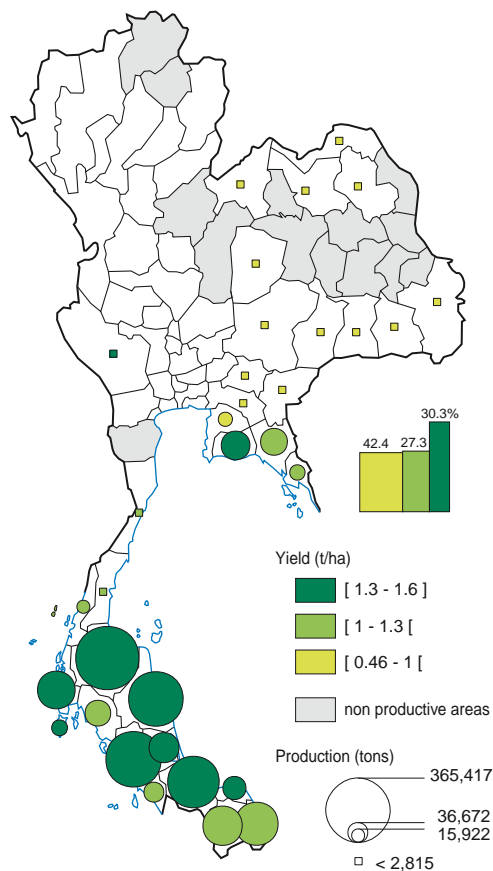 30.3%
42.4 27.3
Yield (t/ha)
[ 1.3 - 1.6 ]
[ 1 - 1.3 [
[ 0.46 - 1 [
non productive areas
Production (tons)
365,417
36,672
15,922
< 2,815